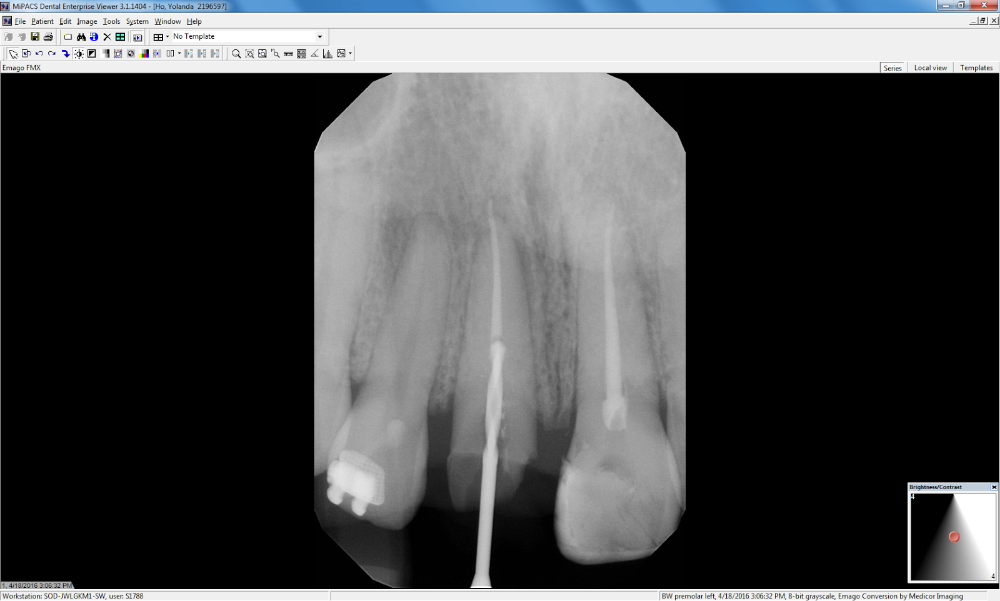 MiPACS Dental Enterprise Viewer 3.1.1404 - [Ho, Yolanda  2196597]
File Patient Edit Image Tools System Window Help
No Template
Emago FMX
Series Local view Templates
Brightness/Contrast
4
4
1, 4/18/2016 3:06:32 PM
Workstation: SOD-JWLGKM1-SW, user: S1788
BW premolar left, 4/18/2016 3:06:32 PM, 8-bit grayscale, Emago Conversion by Medicor Imaging